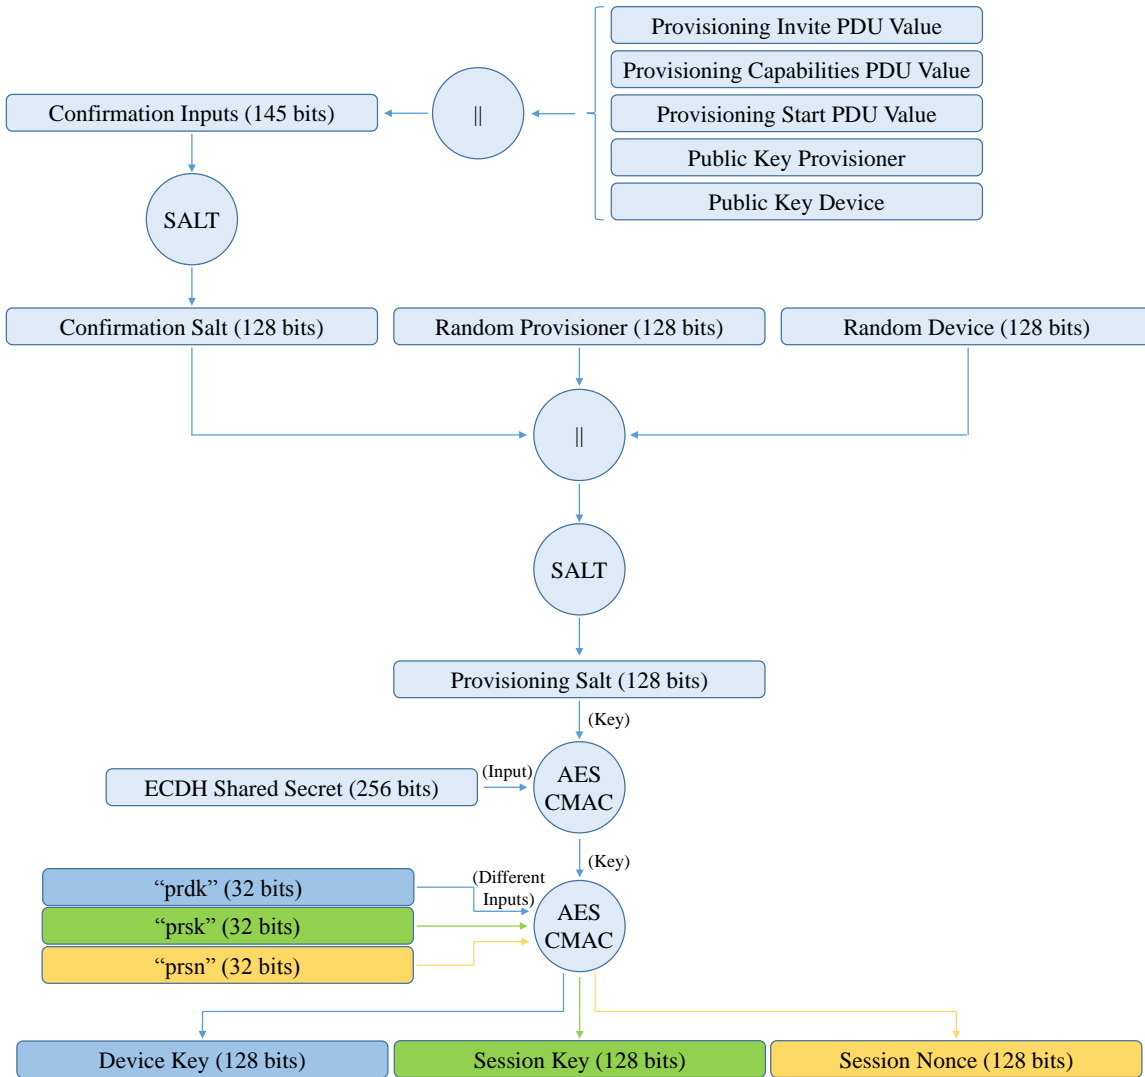 Provisioning Invite PDU Value
Provisioning Capabilities PDU Value
Confirmation Inputs (145 bits)
||
Provisioning Start PDU Value
Public Key Provisioner
Public Key Device
SALT
Confirmation Salt (128 bits)
Random Provisioner (128 bits)
Random Device (128 bits)
||
SALT
Provisioning Salt (128 bits)
(Key)
ECDH Shared Secret (256 bits)
(Input)
AES
CMAC
(Key)
“prdk” (32 bits)
(Different
Inputs)
“prsk” (32 bits)
AES
CMAC
“prsn” (32 bits)
Device Key (128 bits)
Session Key (128 bits)
Session Nonce (128 bits)